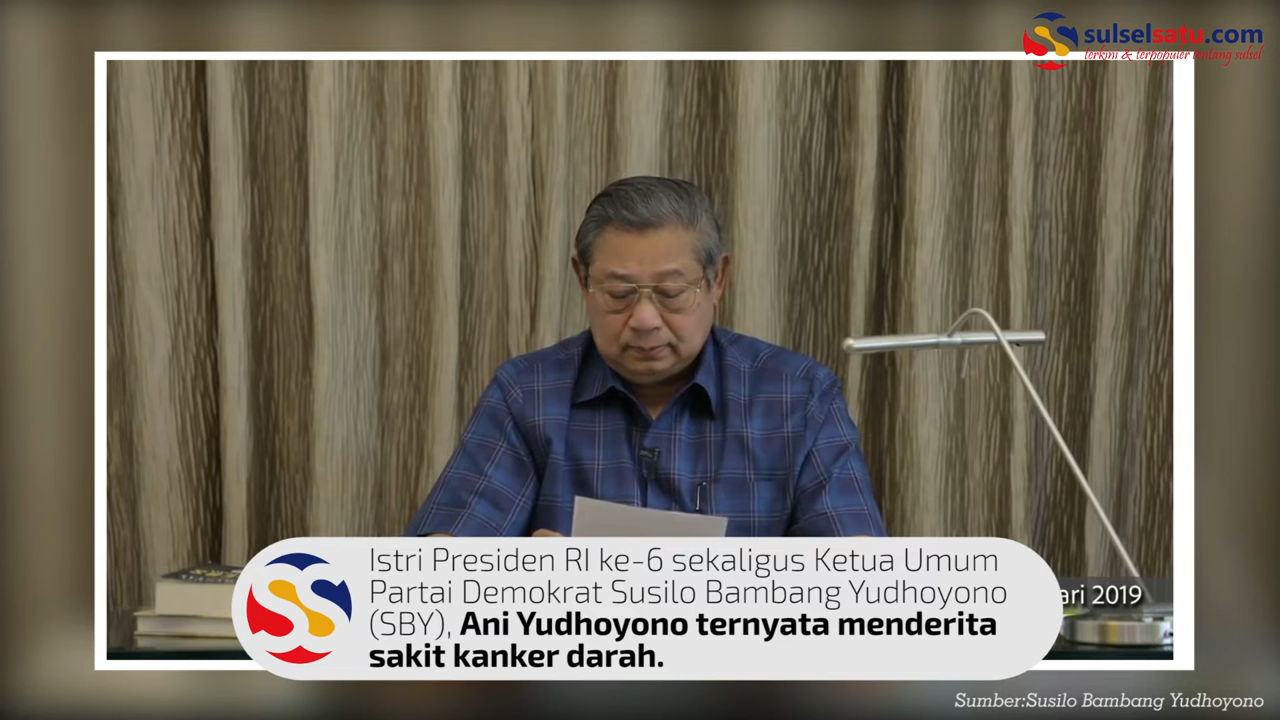 sulselsatu.com
terkini & terpopuler tentang sulsel
Istri Presiden RI ke-6 sekaligus Ketua Umum
Partai Demokrat Susilo Bambang Yudhoyono
(SBY), Ani Yudhoyono ternyata menderita
sakit kanker darah.
ari 2019
Sumber:Susilo Bambang Yudhoyono